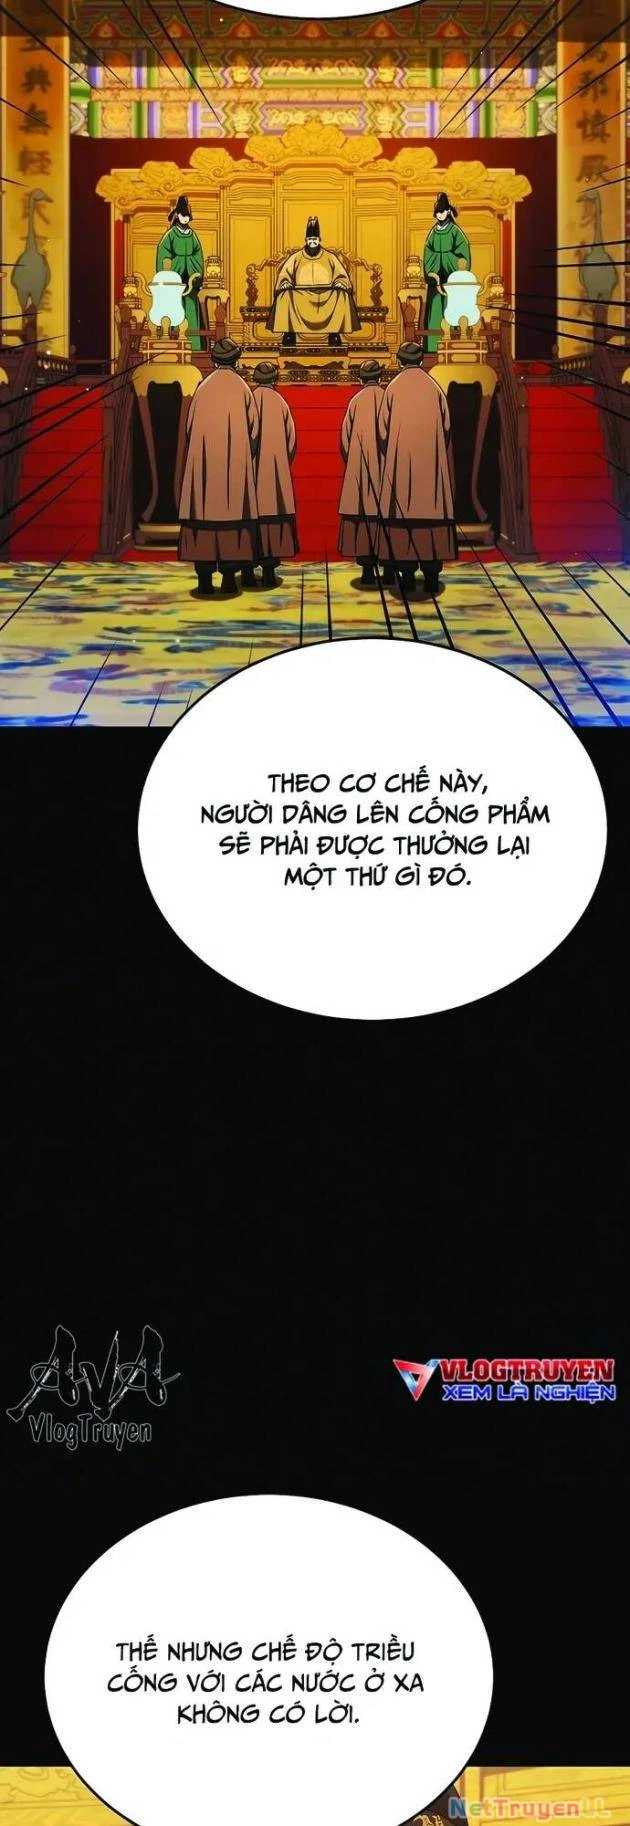 THEO CƠ CHẾ NÀY,
NGƯỜI DÂNG LÊN CỐNG PHẨM
SẼ PHẢI ĐƯỢC THƯỞNG LẠI
MỘT THỨ GÌ ĐÓ.
AVA
VlogTruyen
VLOGTRUYEN
XEM LÀ NGHIỆN
THẾ NHƯNG CHẾ ĐỘ TRIỀU
CỐNG VỚI CÁC NƯỚC Ở XA
KHÔNG CÓ LỜI.
NetTruyenLL